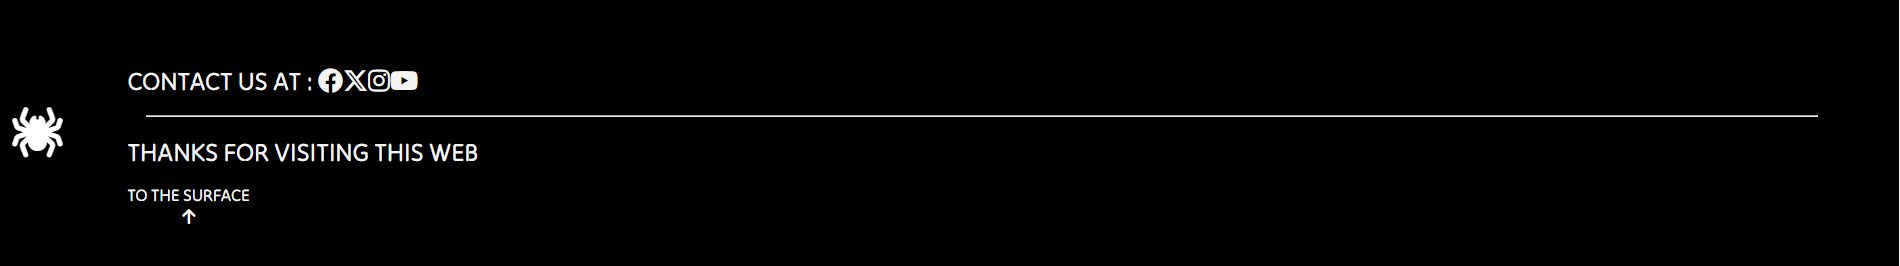 CONTACT US AT :
THANKS FOR VISITING THIS WEB
TO THE SURFACE